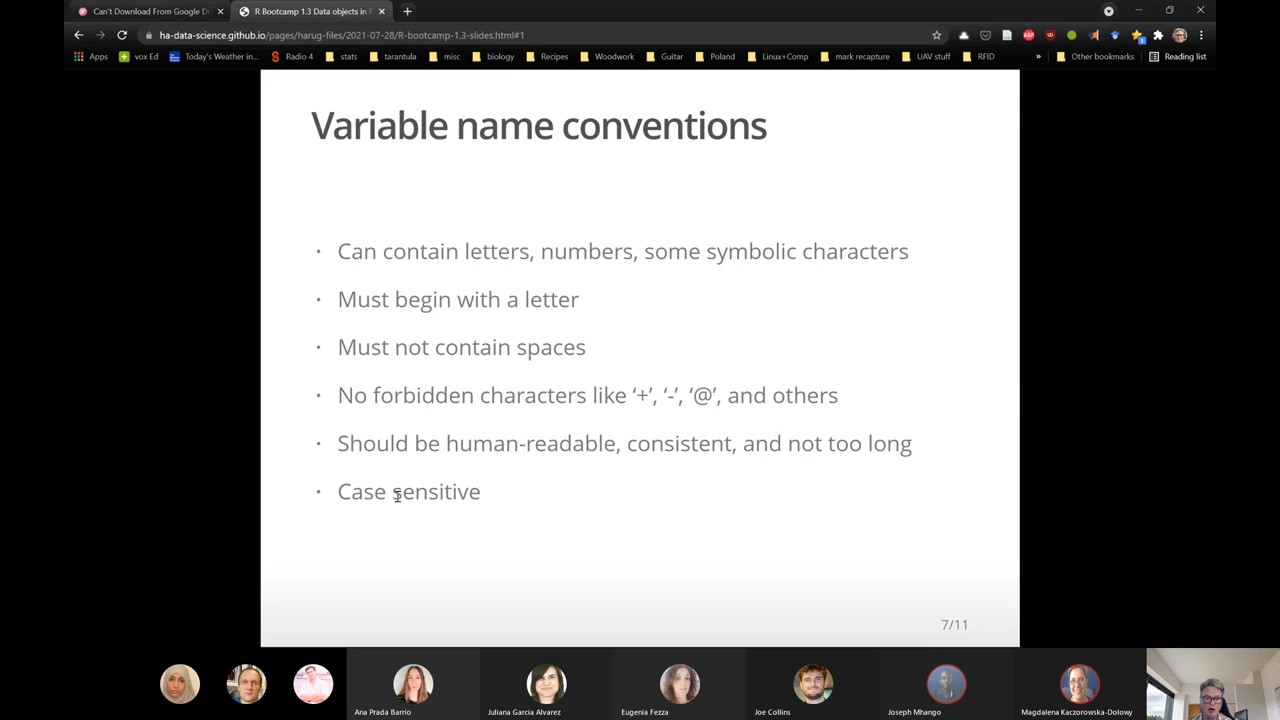 Can't Download From Google D
R Bootcamp 1.3 Data objects in R
ha-data-science.github.io/pages/harug-files/2021-07-28/R-bootcamp-1.3-slides.html#1
Apps vox Ed Today's Weather in... Radio 4 stats tarantula misc biology Recipes Woodwork Guitar Poland Linux+Comp mark recapture UAV stuff RFID » Other bookmarks Reading list
Variable name conventions
· Can contain letters, numbers, some symbolic characters
· Must begin with a letter
· Must not contain spaces
· No forbidden characters like ‘+’, ‘-’, ‘@’, and others
· Should be human-readable, consistent, and not too long
· Case sensitive
7/11
Ana Prada Barrio Juliana Garcia Alvarez Eugenia Fezza Joe Collins Joseph Mhango Magdalena Kaczorowska-Dolowy